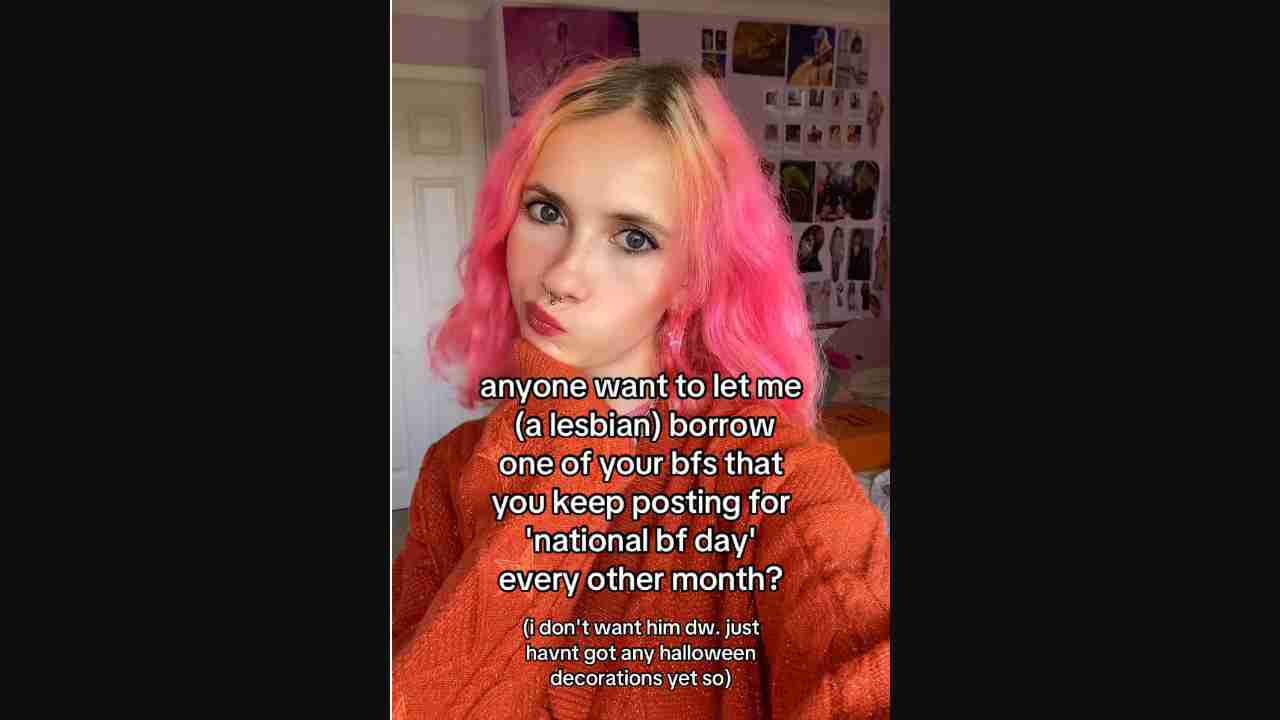 anyone want to let me
(a lesbian) borrow
one of your bfs that
you keep posting for
'national bf day'
every other month?
(i don't want him dw. just
havnt got any halloween
decorations yet so)